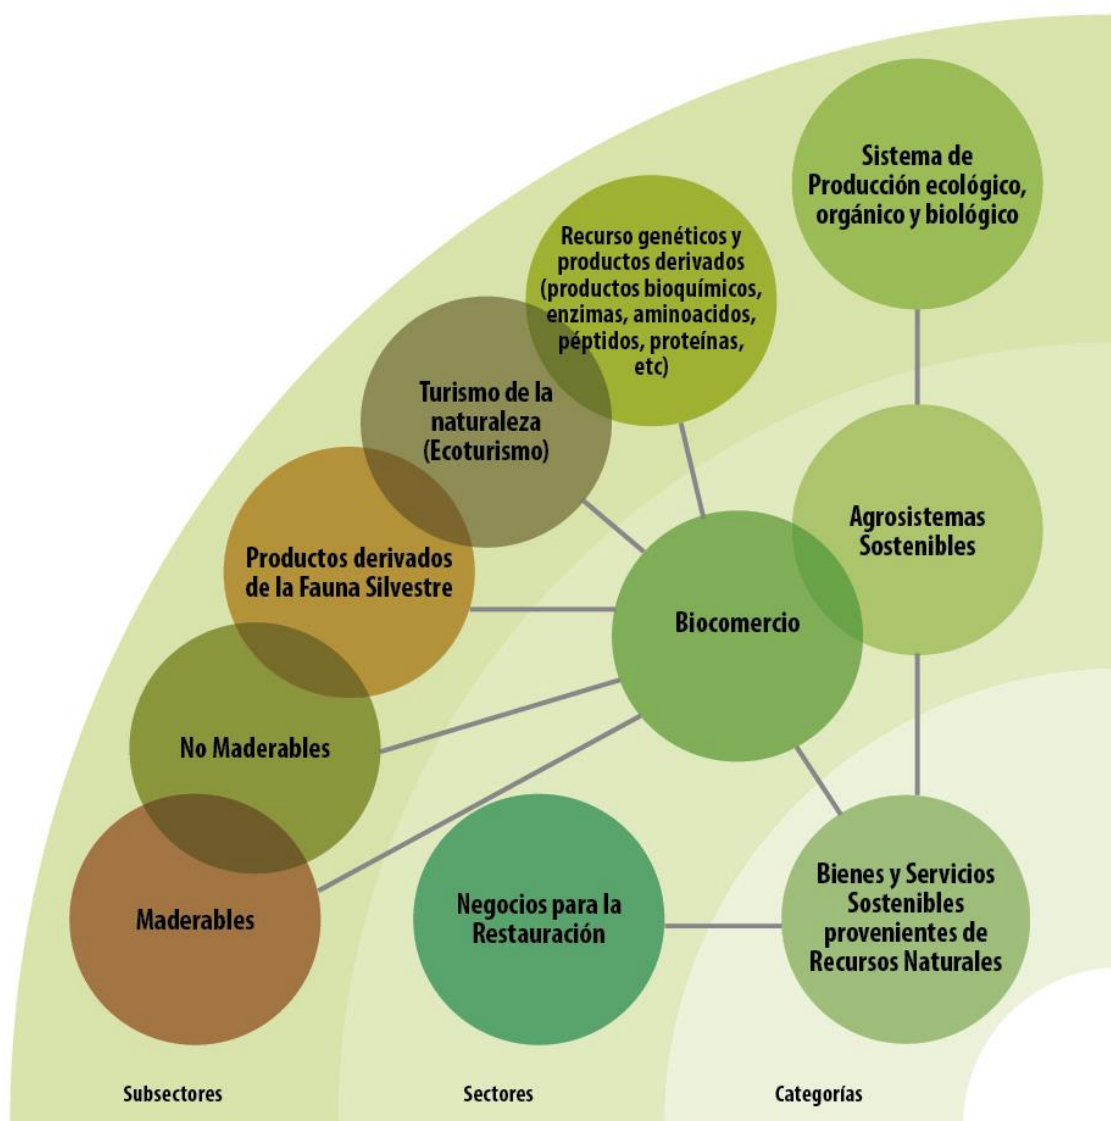 Sistema de
Producción ecológico,
orgánico y biológico
Recurso genéticos y
productos derivados
(productos bioquímicos,
enzimas, aminoacidos,
péptidos, proteínas,
etc)
Turismo de la
naturaleza
(Ecoturismo)
Agrosistemas
Sostenibles
Productos derivados
de la Fauna Silvestre
Biocomercio
No Maderables
Bienes y Servicios
Sostenibles
provenientes de
Recursos Naturales
Negocios para la
Restauración
Maderables
Subsectores
Sectores
Categorías